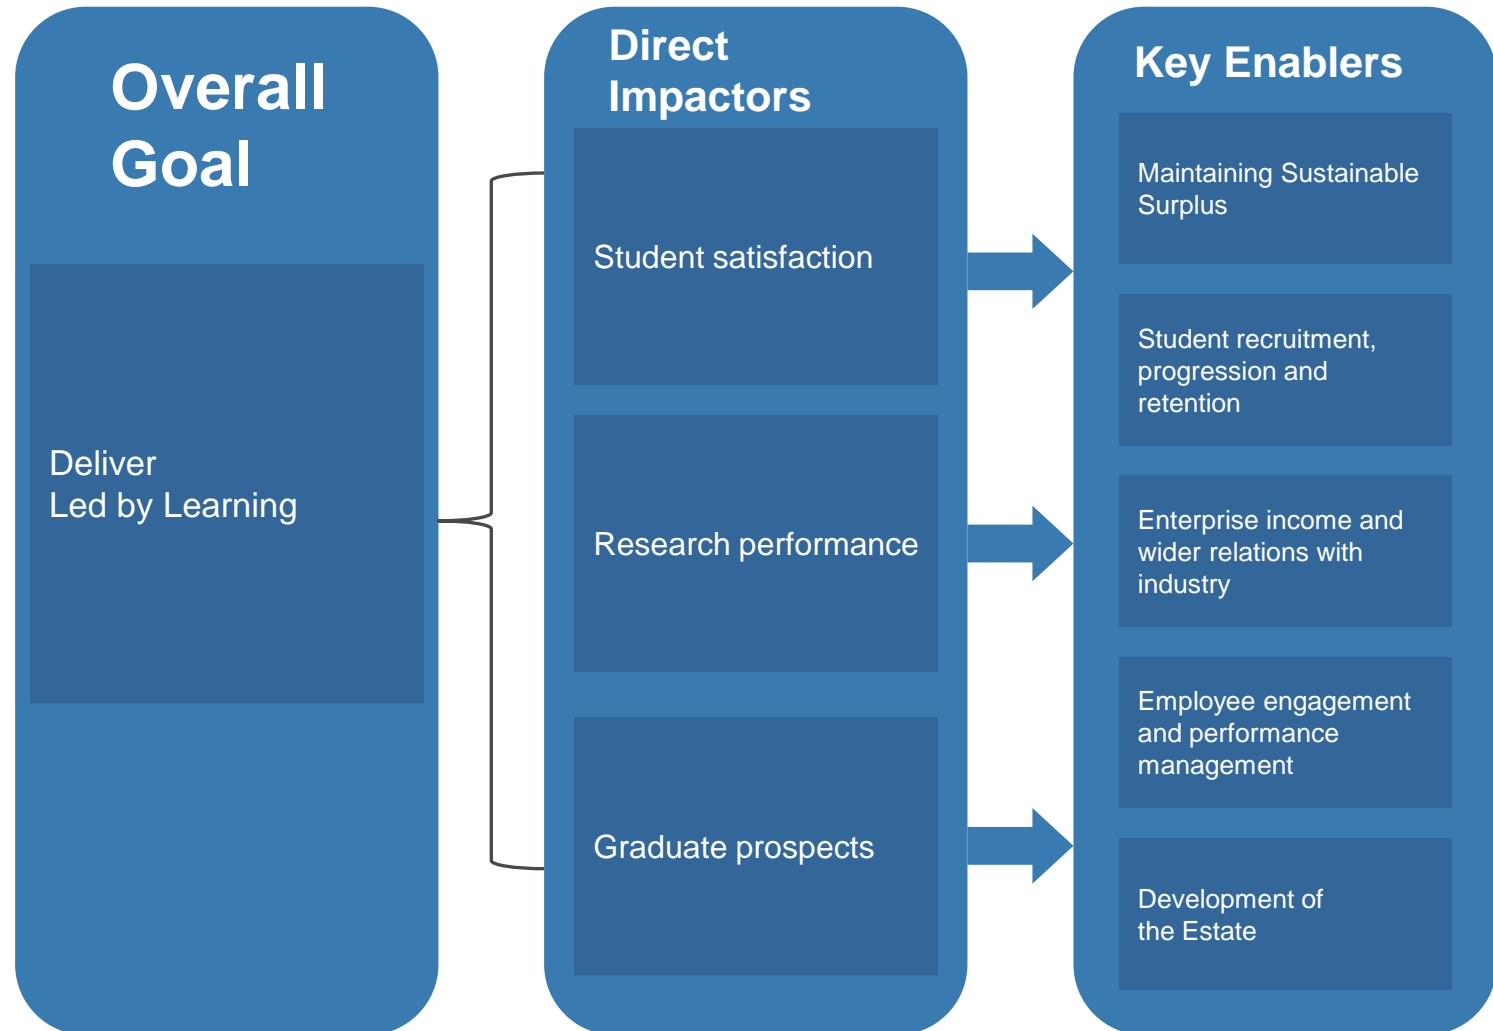 Overall
Goal
Deliver
Led by Learning
Direct
Impactors
Student satisfaction
Research performance
Graduate prospects
Key Enablers
Maintaining Sustainable
Surplus
Student recruitment,
progression and
retention
Enterprise income and
wider relations with
industry
Employee engagement
and performance
management
Development of
the Estate